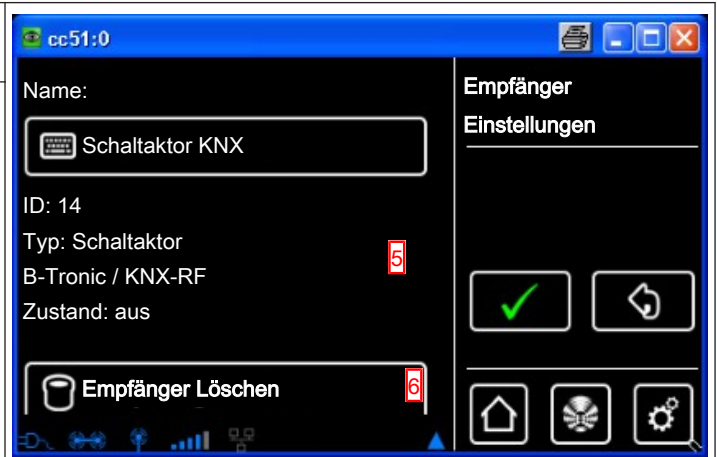 cc51:0
Name:
Schaltaktor KNX
ID: 14
Typ: Schaltaktor
5
B-Tronic / KNX-RF
Zustand: aus
Empfänger Löschen
6
Empfänger
Einstellungen